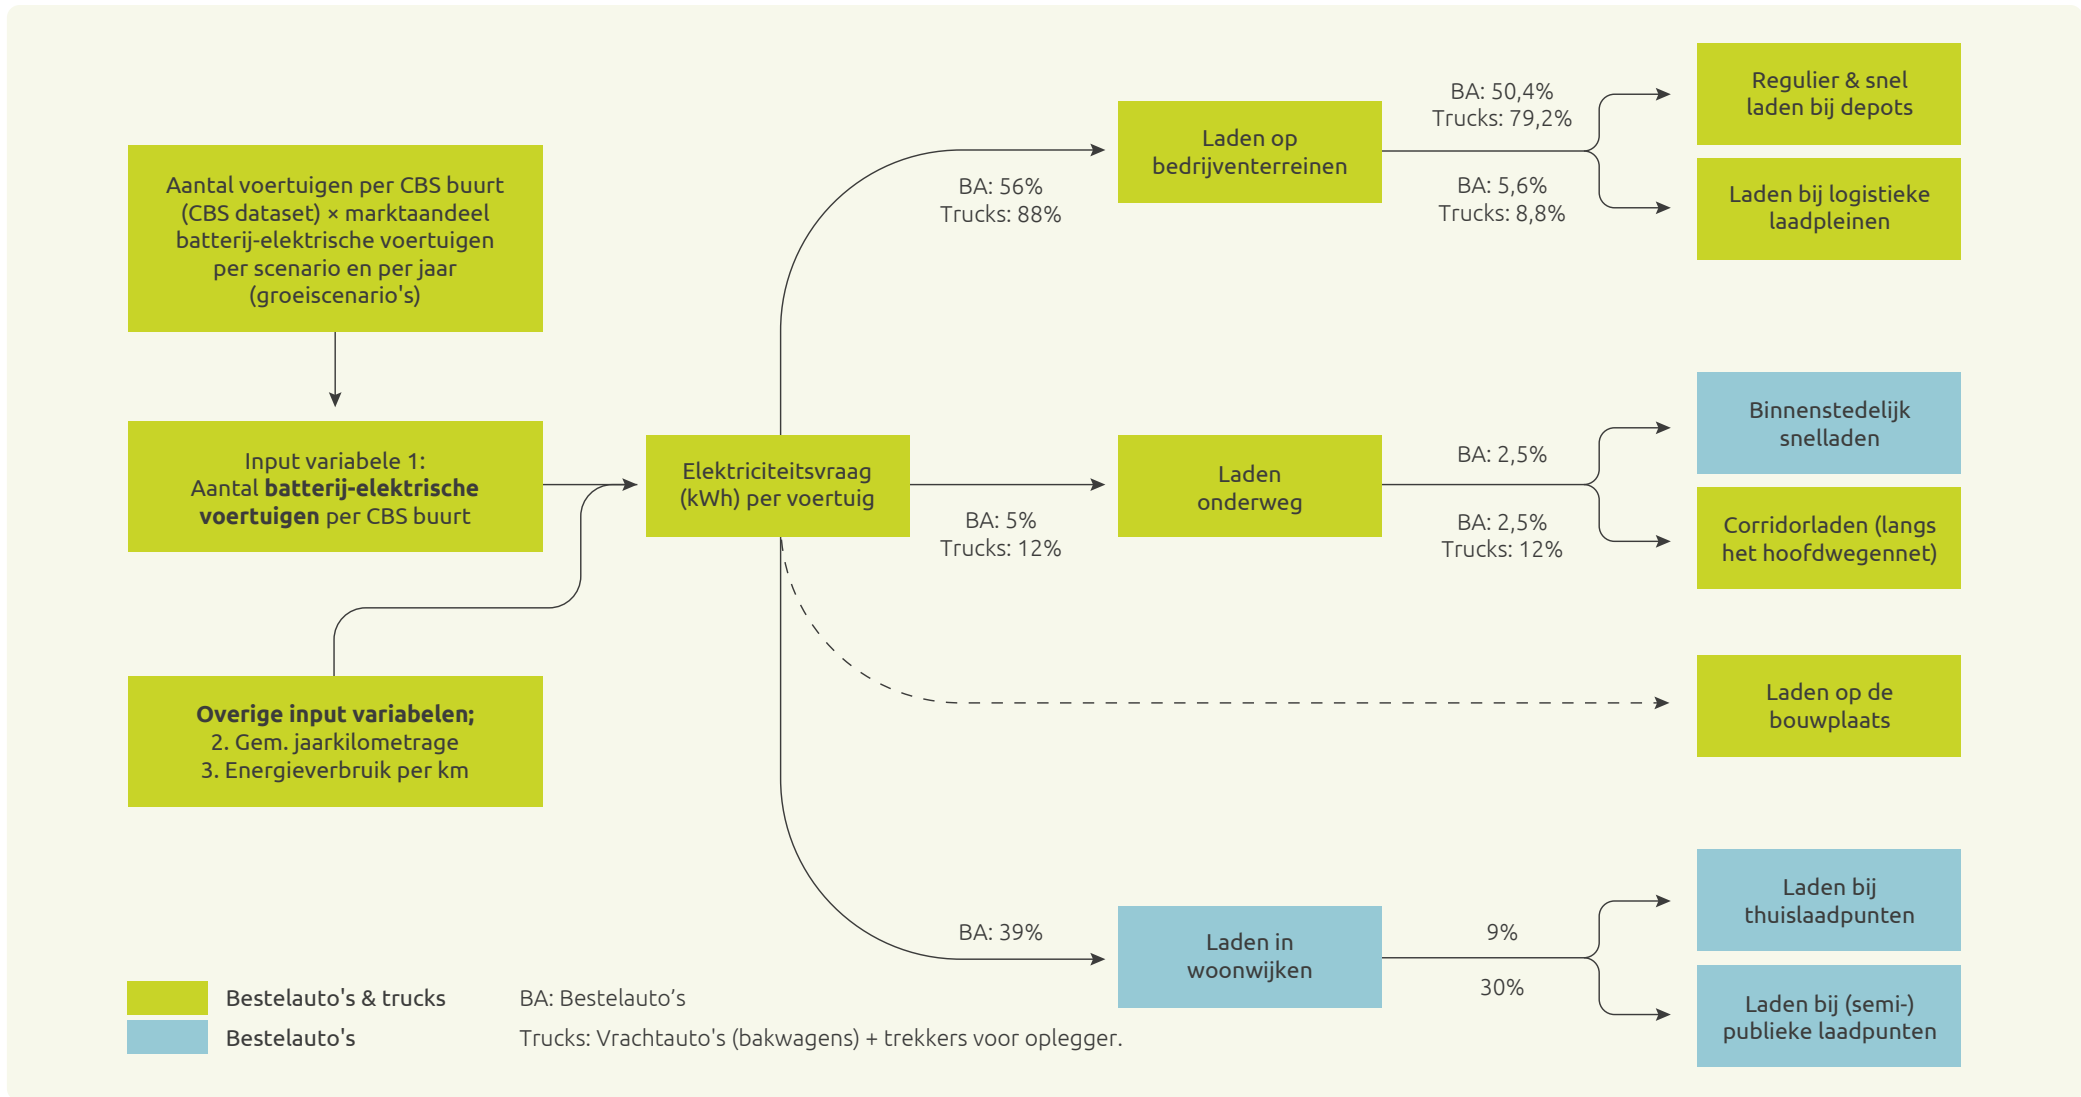 Aantal voertuigen per CBS buurt
(CBS dataset) × marktaandeel
batterij-elektrische voertuigen
per scenario en per jaar
(groeiscenario's)
Input variabele 1:
Aantal batterij-elektrische
voertuigen per CBS buurt
Overige input variabelen;
2. Gem. jaarkilometrage
3. Energieverbruik per km
Elektriciteitsvraag
(kWh) per voertuig
BA: 56%
Trucks: 88%
Laden op
bedrijventerreinen
BA: 50,4%
Trucks: 79,2%
BA: 5,6%
Trucks: 8,8%
Regulier & snel
laden bij depots
Laden bij logistieke
laadpleinen
BA: 5%
Trucks: 12%
Laden
onderweg
BA: 2,5%
BA: 2,5%
Trucks: 12%
Binnenstedelijk
snelladen
Corridorladen (langs
het hoofdwegennet)
Laden op de
bouwplaats
BA: 39%
Laden in
woonwijken
9%
30%
Laden bij
thuislaadpunten
Laden bij (semi-)
publieke laadpunten
Bestelauto's & trucks
Bestelauto's
BA: Bestelauto’s
Trucks: Vrachtauto's (bakwagens) + trekkers voor oplegger.